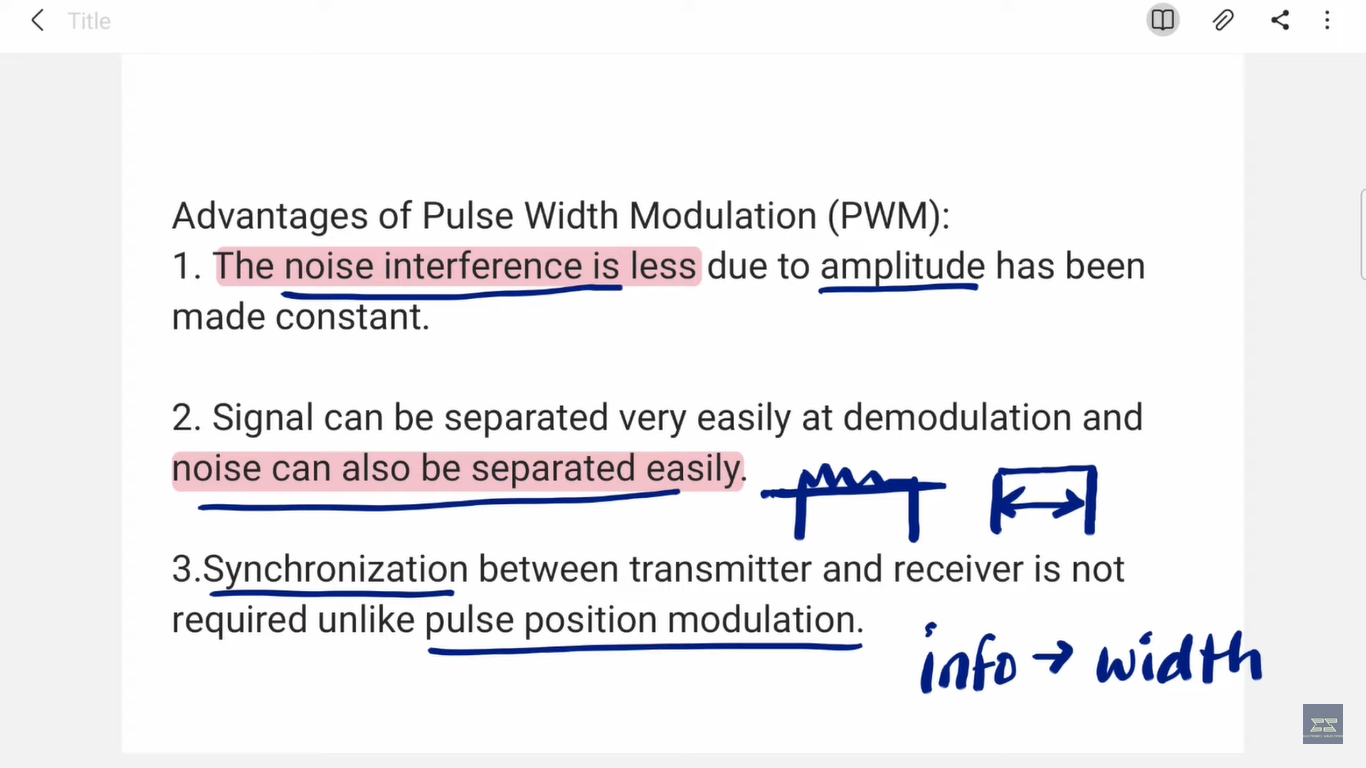 Title
Advantages of Pulse Width Modulation (PWM):
1. The noise interference is less due to amplitude has been
made constant.
2. Signal can be separated very easily at demodulation and
noise can also be separated easily.
3.Synchronization between transmitter and receiver is not
required unlike pulse position modulation.
info → width